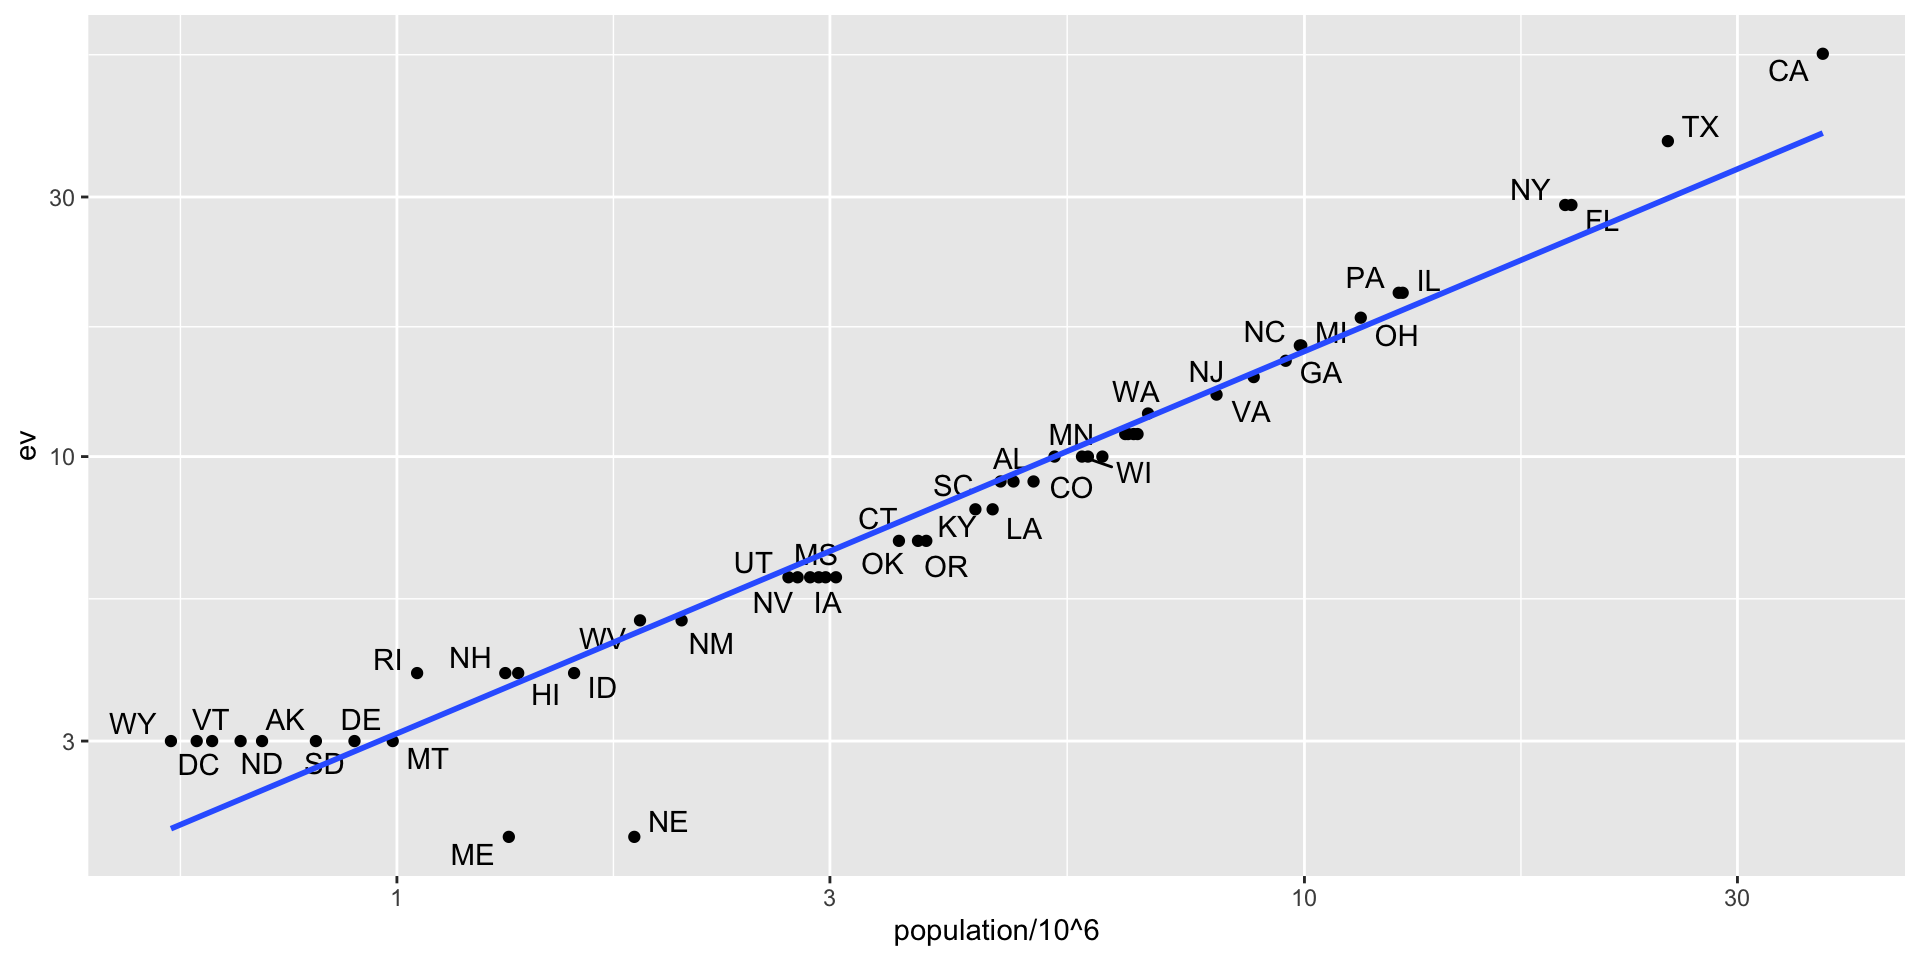 CA
TX
30
NY
FL
PA
IL
NC
MI
OH
NJ
GA
WA
VA
ev
10
MN
AL
WI
SC
CO
CT
KY
LA
UT
MS
OK
OR
NV
IA
WV
NM
RI
NH
HI
ID
WY
VT
AK
DE
3
DC
ND
SD
MT
NE
ME
1
3
10
30
population/10^6